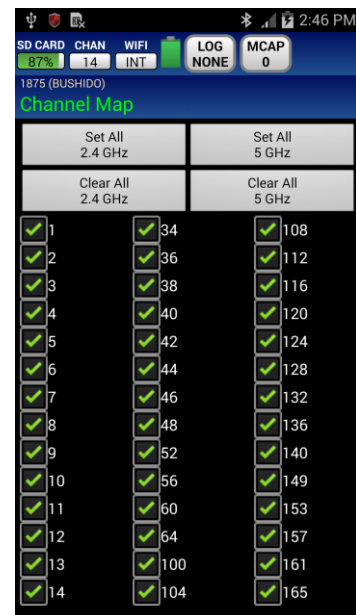 2:46 PM
SD CARD CHAN WIFI LOG MCAP
87% 14 INT NONE 0
1875 (BUSHIDO)
Channel Map
Set All Set All
2.4 GHz 5 GHz
Clear All Clear All
2.4 GHz 5 GHz
1 34 108
2 36 112
3 38 116
4 40 120
5 42 124
6 44 128
7 46 132
8 48 136
9 52 140
10 56 149
11 60 153
12 64 157
13 100 161
14 104 165